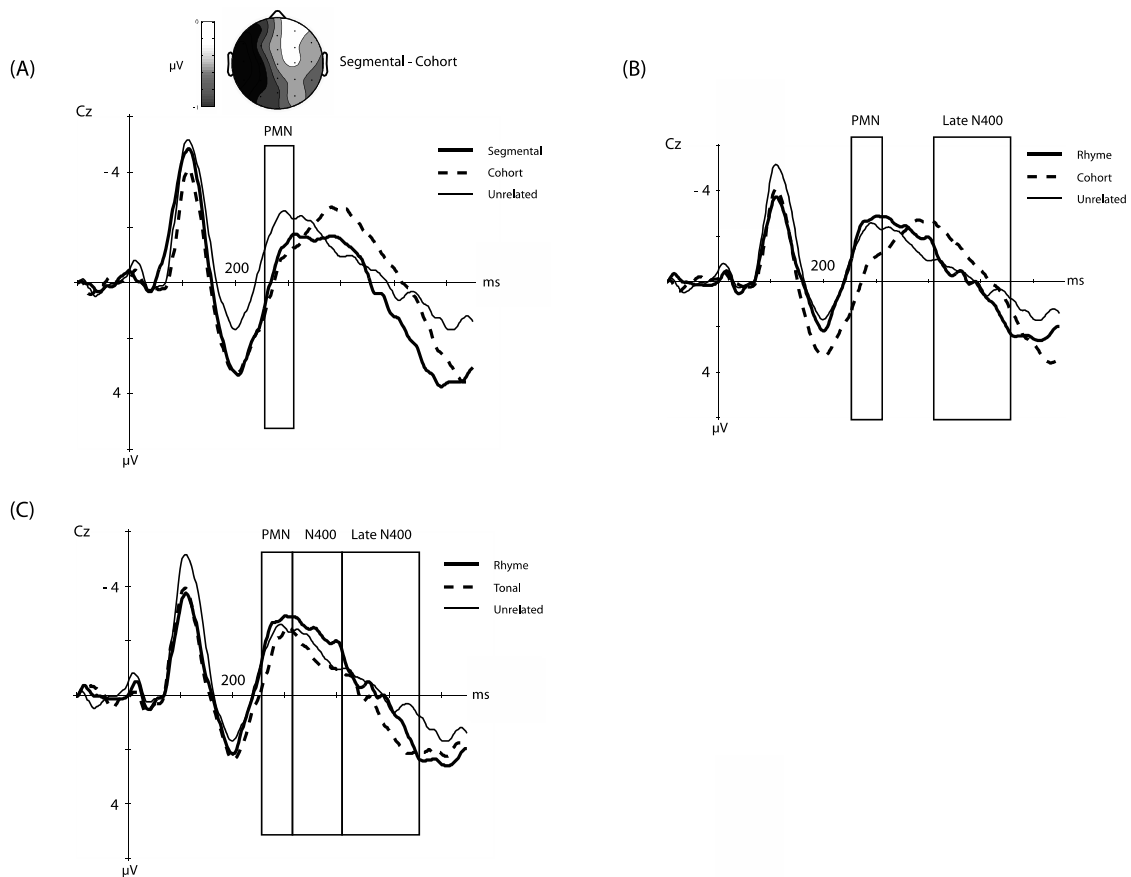 (A)
0
μV
-1
Segmental - Cohort
Cz
PMN
- 4
Segmental
Cohort
Unrelated
200
ms
4
μV
(B)
PMN
Late N400
Cz
Rhyme
- 4
Cohort
Unrelated
200
ms
4
μV
(C)
PMN
N400
Late N400
Cz
Rhyme
- 4
Tonal
Unrelated
200
ms
4
μV